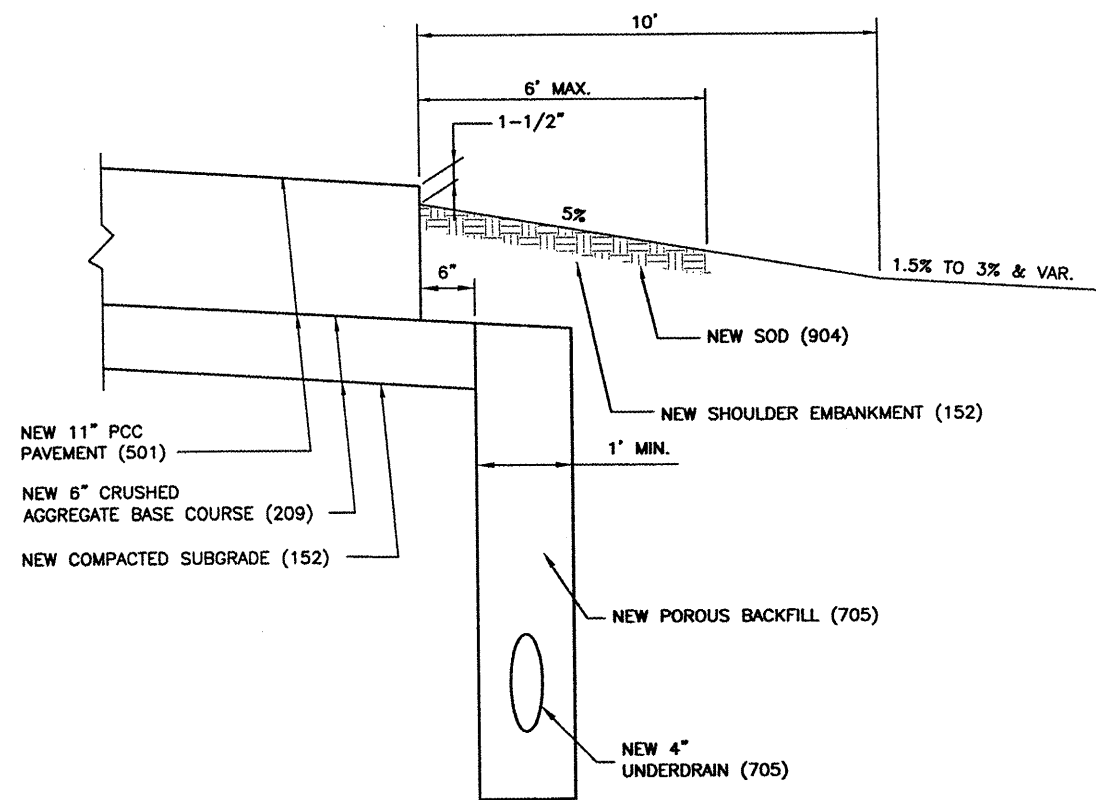 10'
6' MAX.
1-1/2"
5%
6"
1.5% TO 3% & VAR.
NEW SOD (904)
NEW SHOULDER EMBANKMENT (152)
NEW 11" PCC
PAVEMENT (501)
1' MIN.
NEW 6" CRUSHED
AGGREGATE BASE COURSE (209)
NEW COMPACTED SUBGRADE (152)
NEW POROUS BACKFILL (705)
NEW 4"
UNDERDRAIN (705)